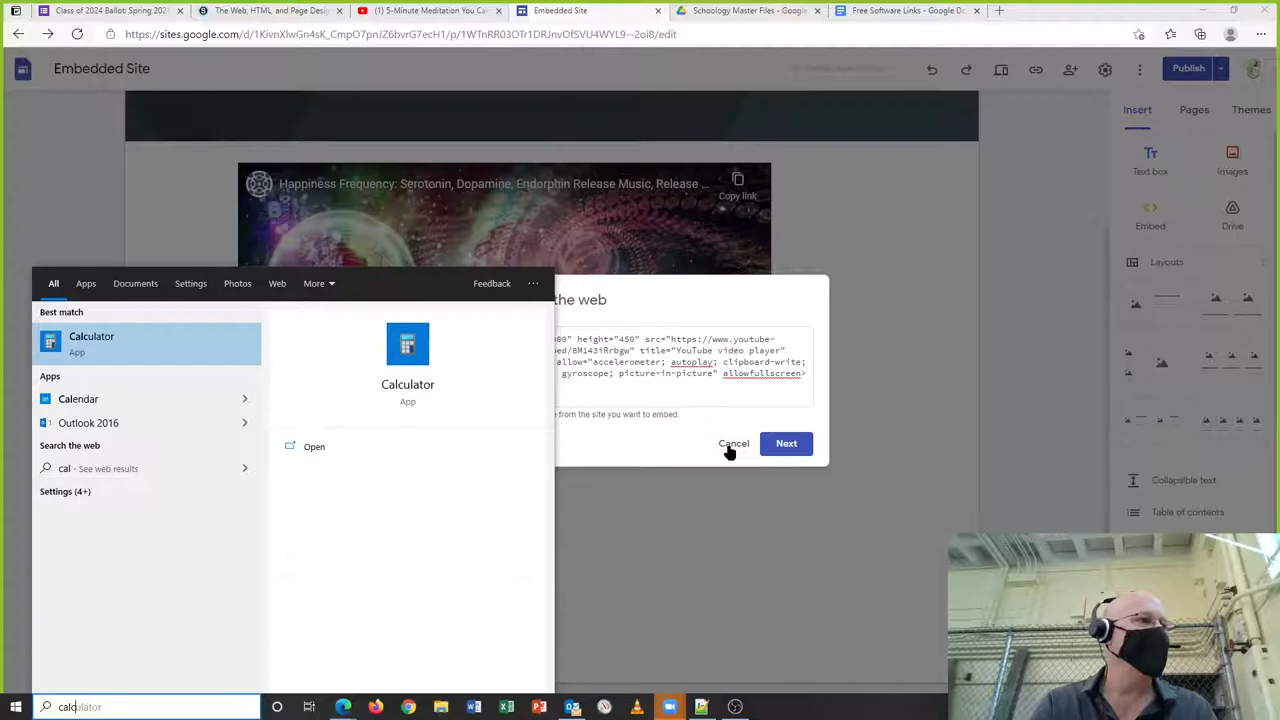 Class of 2024 Ballot: Spring 2021
The Web, HTML, and Page Desig
(1) 5-Minute Meditation You Ca
Embedded Site
Schoology Master Files - Google
Free Software Links - Google Do
https://sites.google.com/d/1KivnXlwGn4sK_CmpO7pnJZ6bvrG7ecH1/p/1WTnRR03OTr1DRJnvOfSVU4WYL9--2oi8/edit
Embedded Site
Publish
Insert
Pages
Themes
Text box
Images
Embed
Drive
Layouts
Collapsible text
Table of contents
Happiness Frequency: Serotonin, Dopamine, Endorphin Release Music, Release ...
Copy link
the web
00" height="450" src="https://www.youtube-
ed/8M143iRrbgw" title="YouTube video player"
allow="accelerometer; autoplay; clipboard-write;
gyroscope; picture-in-picture" allowfullscreen>
from the site you want to embed.
Cancel
Next
All
Apps
Documents
Settings
Photos
Web
More
Feedback
Best match
Calculator
App
Apps
Calendar
Outlook 2016
Search the web
cal - See web results
Settings (4+)
Calculator
App
Open
calculator